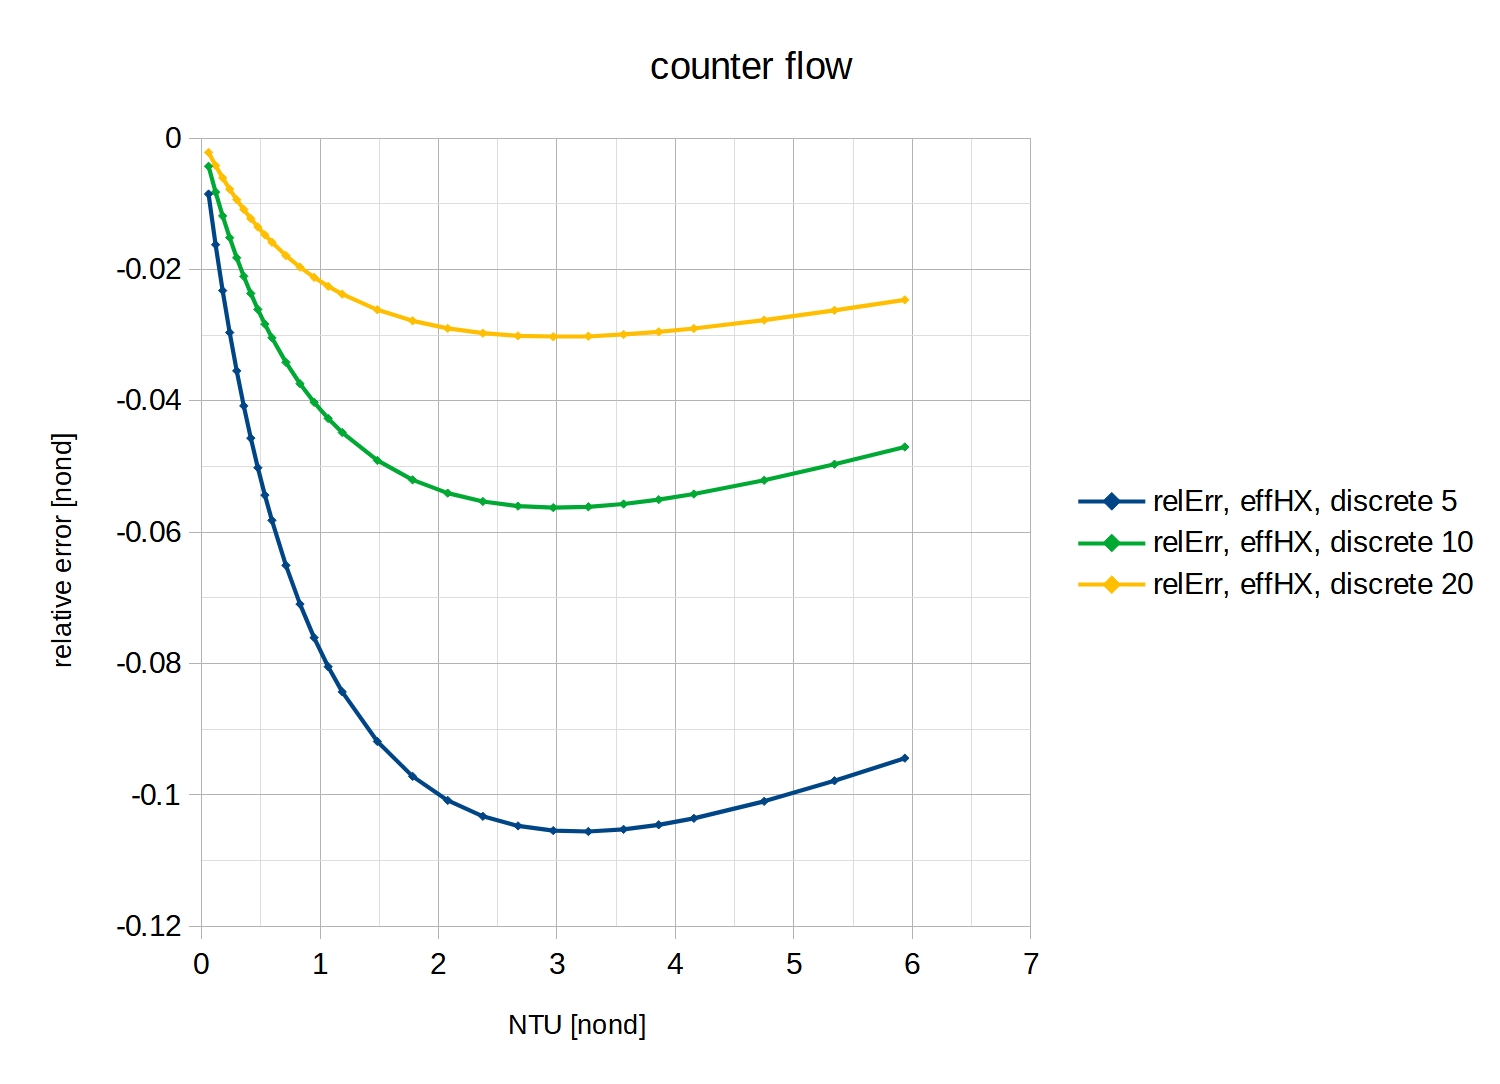 counter flow
0
-0.02
-0.04
-0.06
-0.08
-0.1
-0.12
relative error [nond]
0 1 2 3 4 5 6 7
NTU [nond]
relErr, effHX, discrete 5
relErr, effHX, discrete 10
relErr, effHX, discrete 20